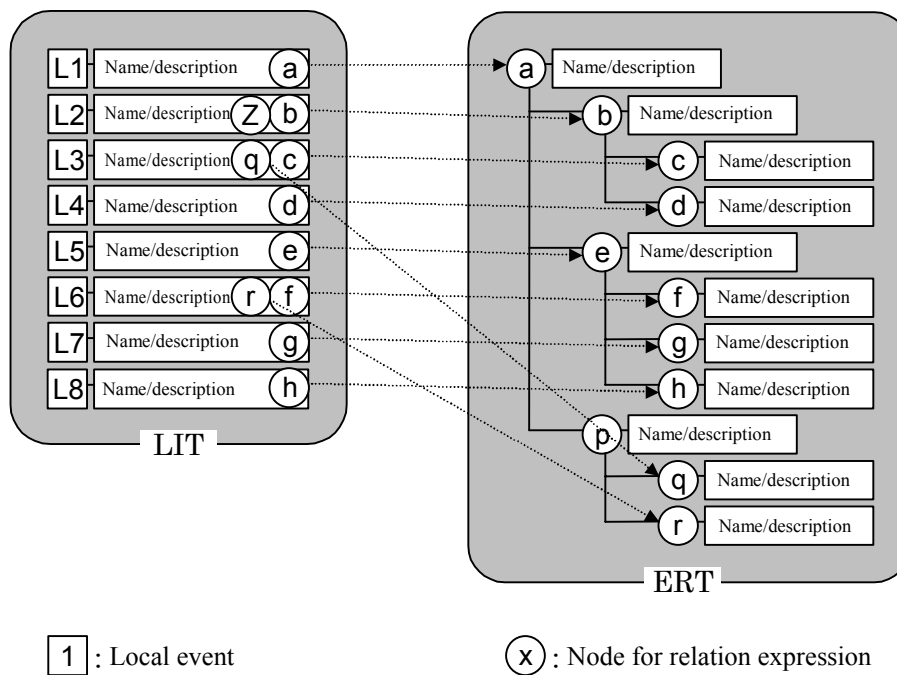 L1 Name/description a
L2 Name/description Z b
L3 Name/description q c
L4 Name/description d
L5 Name/description e
L6 Name/description r f
L7 Name/description g
L8 Name/description h
LIT
a Name/description
b Name/description
c Name/description
d Name/description
e Name/description
f Name/description
g Name/description
h Name/description
p Name/description
q Name/description
r Name/description
ERT
1 : Local event
x : Node for relation expression